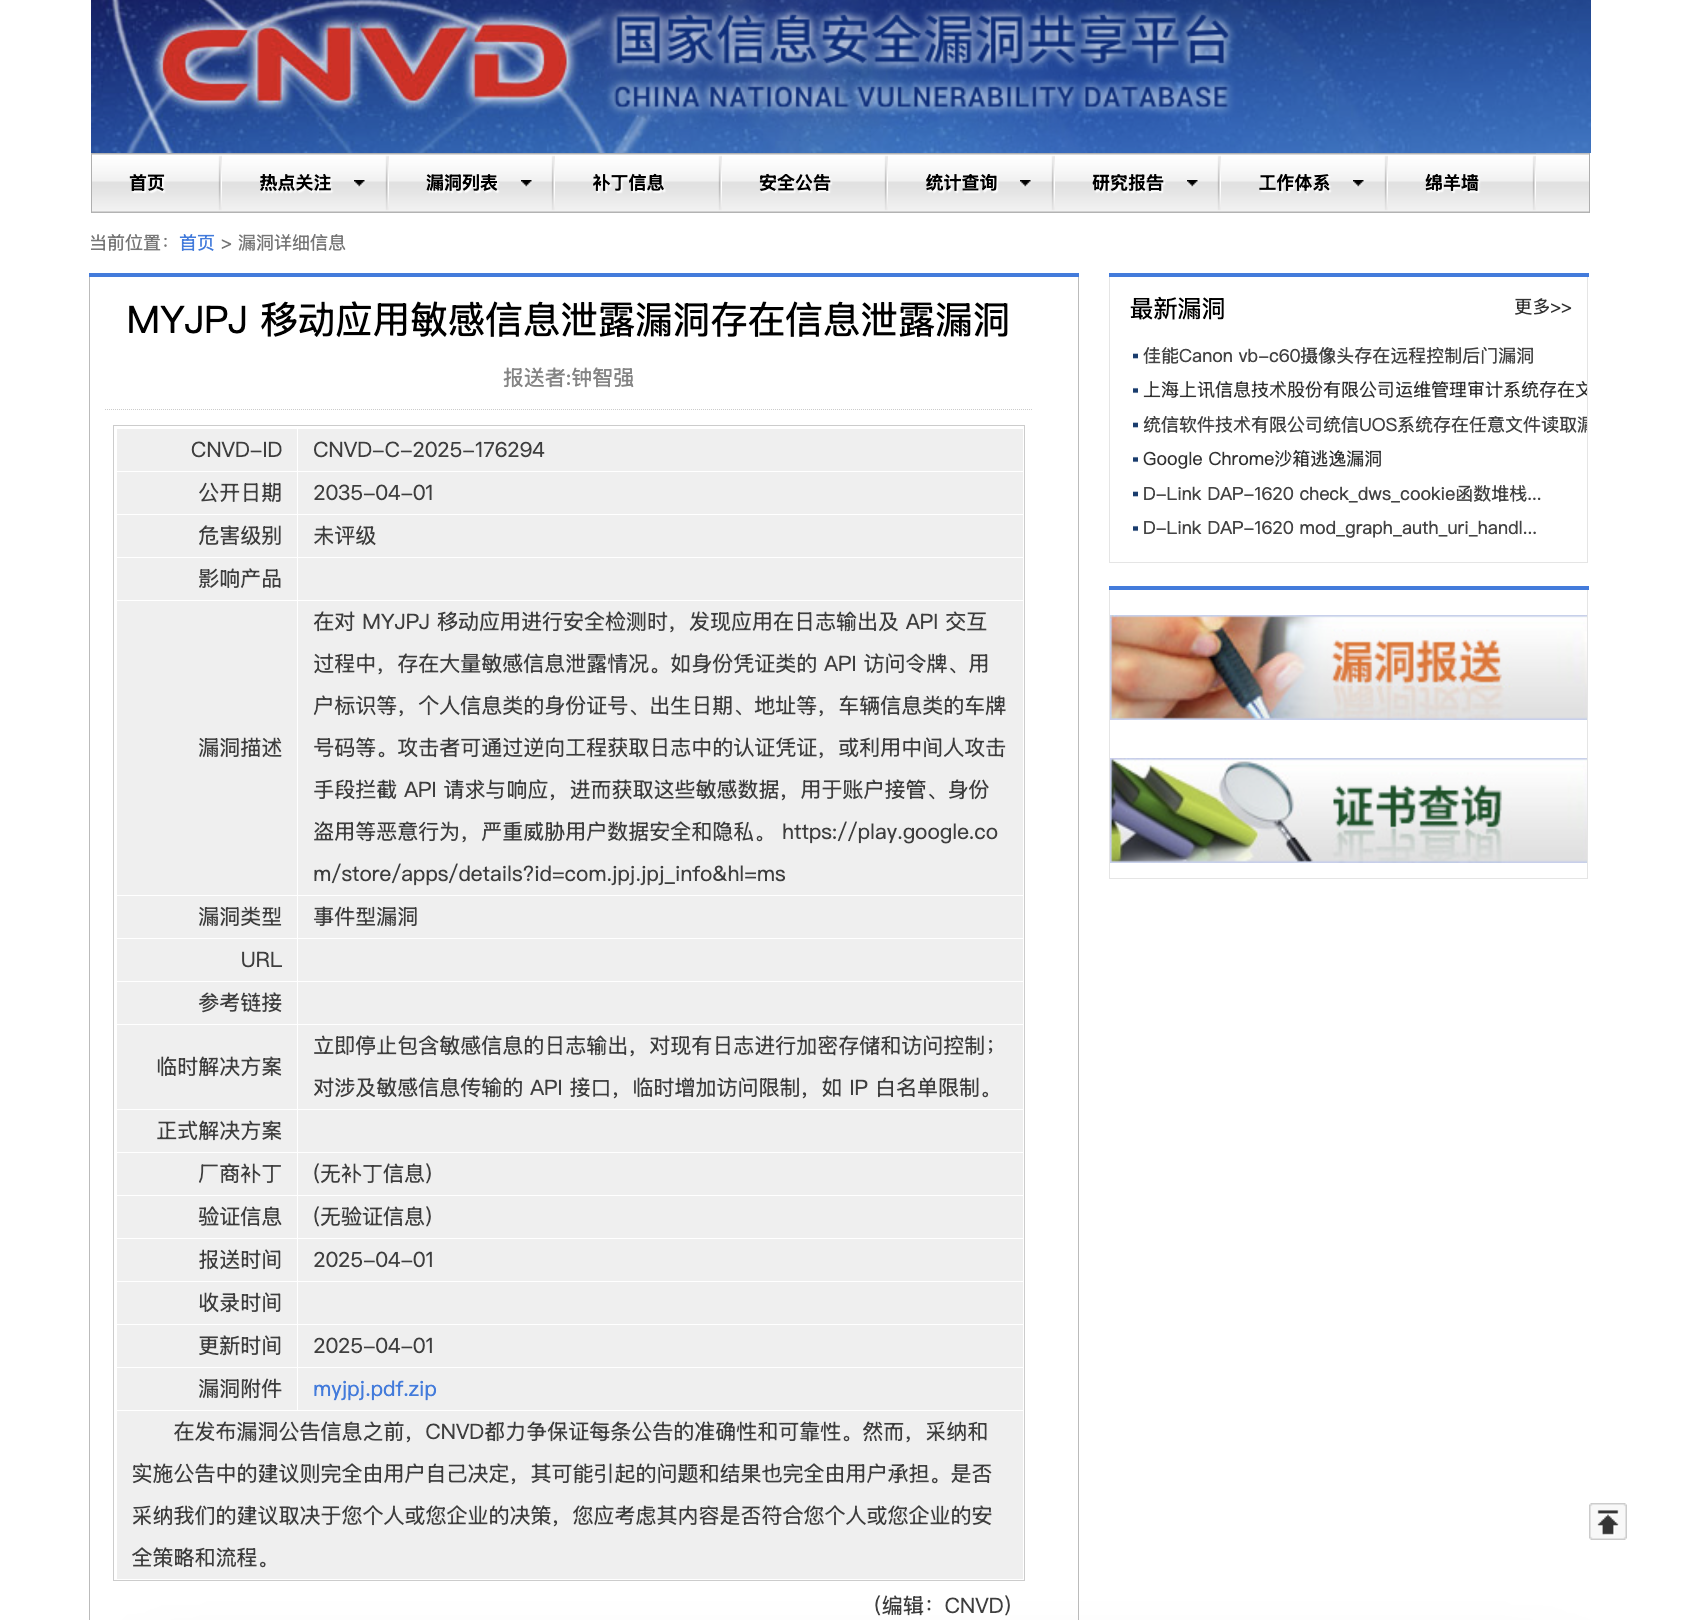 CNVD 国家信息安全漏洞共享平台
CHINA NATIONAL VULNERABILITY DATABASE
首页 热点关注 漏洞列表 补丁信息 安全公告 统计查询 研究报告 工作体系 绵羊墙
当前位置：首页 > 漏洞详细信息
MYJPJ 移动应用敏感信息泄露漏洞存在信息泄露漏洞
报送者:钟智强
CNVD-ID CNVD-C-2025-176294
公开日期 2035-04-01
危害级别 未评级
影响产品
漏洞描述
在对 MYJPJ 移动应用进行安全检测时，发现应用在日志输出及 API 交互
过程中，存在大量敏感信息泄露情况。如身份凭证类的 API 访问令牌、用
户标识等，个人信息类的身份证号、出生日期、地址等，车辆信息类的车牌
号码等。攻击者可通过逆向工程获取日志中的认证凭证，或利用中间人攻击
手段拦截 API 请求与响应，进而获取这些敏感数据，用于账户接管、身份
盗用等恶意行为，严重威胁用户数据安全和隐私。 https://play.google.co
m/store/apps/details?id=com.jpj.jpj_info&hl=ms
漏洞类型 事件型漏洞
URL
参考链接
临时解决方案
立即停止包含敏感信息的日志输出，对现有日志进行加密存储和访问控制；
对涉及敏感信息传输的 API 接口，临时增加访问限制，如 IP 白名单限制。
正式解决方案
厂商补丁 (无补丁信息)
验证信息 (无验证信息)
报送时间 2025-04-01
收录时间
更新时间 2025-04-01
漏洞附件 myjpj.pdf.zip
在发布漏洞公告信息之前，CNVD都力争保证每条公告的准确性和可靠性。然而，采纳和
实施公告中的建议则完全由用户自己决定，其可能引起的问题和结果也完全由用户承担。是否
采纳我们的建议取决于您个人或您企业的决策，您应考虑其内容是否符合您个人或您企业的安
全策略和流程。
(编辑：CNVD)
最新漏洞 更多>>
佳能Canon vb-c60摄像头存在远程控制后门漏洞
上海上讯信息技术股份有限公司运维管理审计系统存在文
统信软件技术有限公司统信UOS系统存在任意文件读取漏
Google Chrome沙箱逃逸漏洞
D-Link DAP-1620 check_dws_cookie函数堆栈...
D-Link DAP-1620 mod_graph_auth_uri_handl...
漏洞报送
证书查询